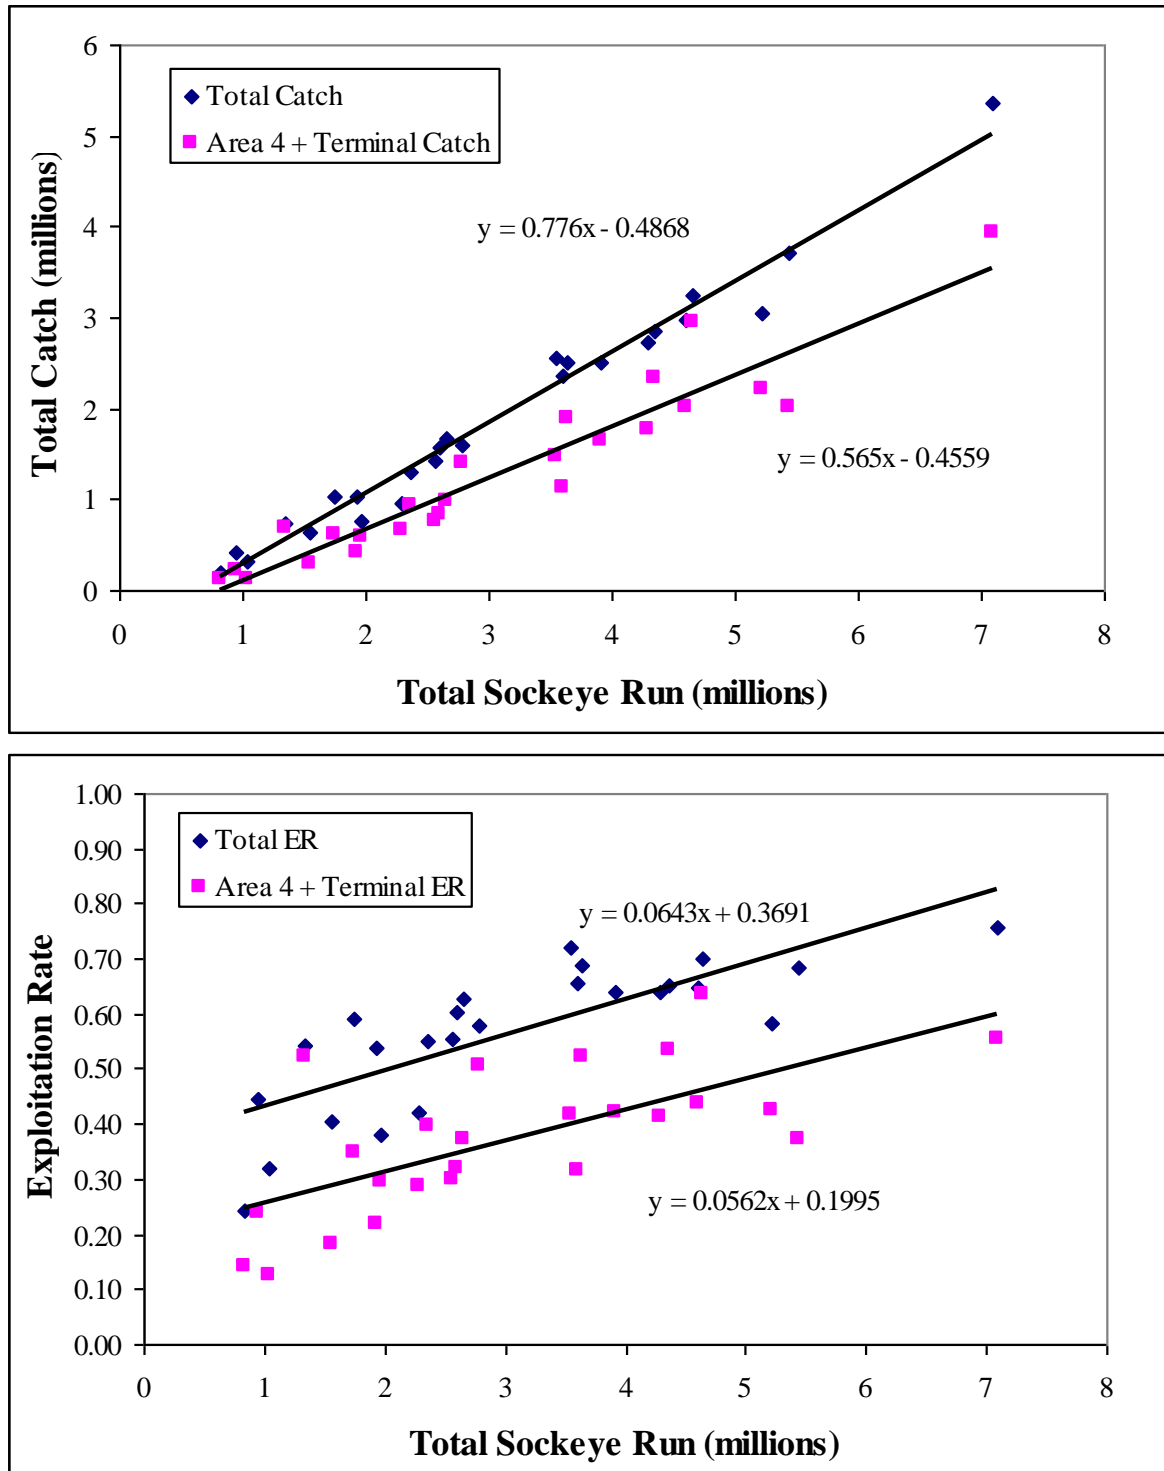 6
5
4
3
2
1
0
Total Catch (millions)
Total Catch
Area 4 + Terminal Catch
y = 0.776x - 0.4868
y = 0.565x - 0.4559
0 1 2 3 4 5 6 7 8
Total Sockeye Run (millions)
1.00
0.90
0.80
0.70
0.60
0.50
0.40
0.30
0.20
0.10
0.00
Exploitation Rate
Total ER
Area 4 + Terminal ER
y = 0.0643x + 0.3691
y = 0.0562x + 0.1995
0 1 2 3 4 5 6 7 8
Total Sockeye Run (millions)